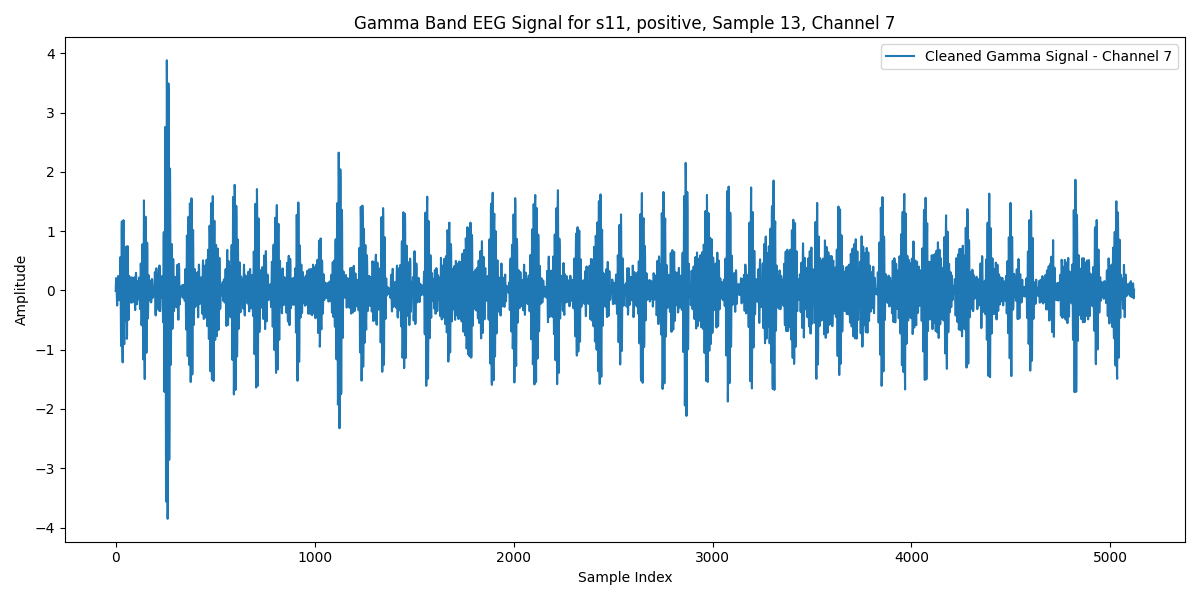 Gamma Band EEG Signal for s11, positive, Sample 13, Channel 7
Cleaned Gamma Signal - Channel 7
Amplitude
4
3
2
1
0
−1
−2
−3
−4
0 1000 2000 3000 4000 5000
Sample Index